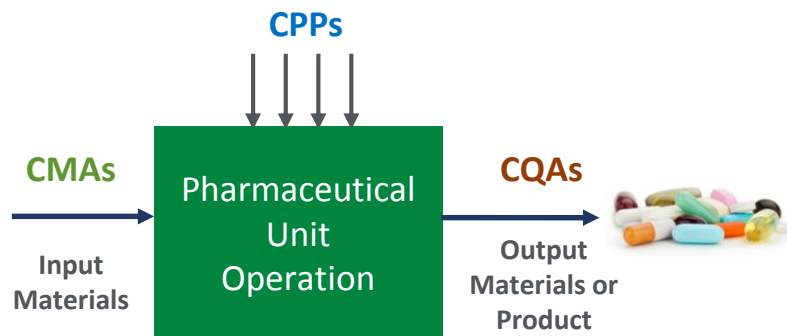 CPPs
CMAs
Input
Materials
Pharmaceutical
Unit
Operation
CQAs
Output
Materials or
Product